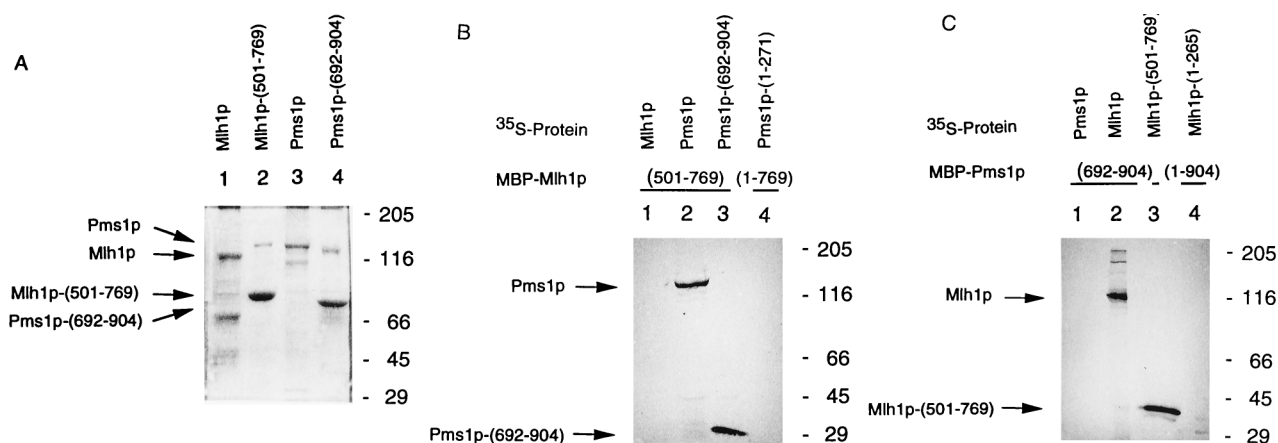 A
Mlh1p
Mlh1p-(501-769)
Pms1p
Pms1p-(692-904)
1 2 3 4
Pms1p
Mlh1p
Mlh1p-(501-769)
Pms1p-(692-904)
- 205
- 116
- 66
- 45
- 29
B
35S-Protein
Mlh1p
Pms1p
Pms1p-(692-904)
Pms1p-(1-271)
MBP-Mlh1p
(501-769) (1-769)
1 2 3 4
Pms1p
Pms1p-(692-904)
- 205
- 116
- 66
- 45
- 29
C
35S-Protein
Pms1p
Mlh1p
Mlh1p-(501-769)
Mlh1p-(1-265)
MBP-Pms1p
(692-904) (1-904)
1 2 3 4
Mlh1p
Mlh1p-(501-769)
- 205
- 116
- 66
- 45
- 29